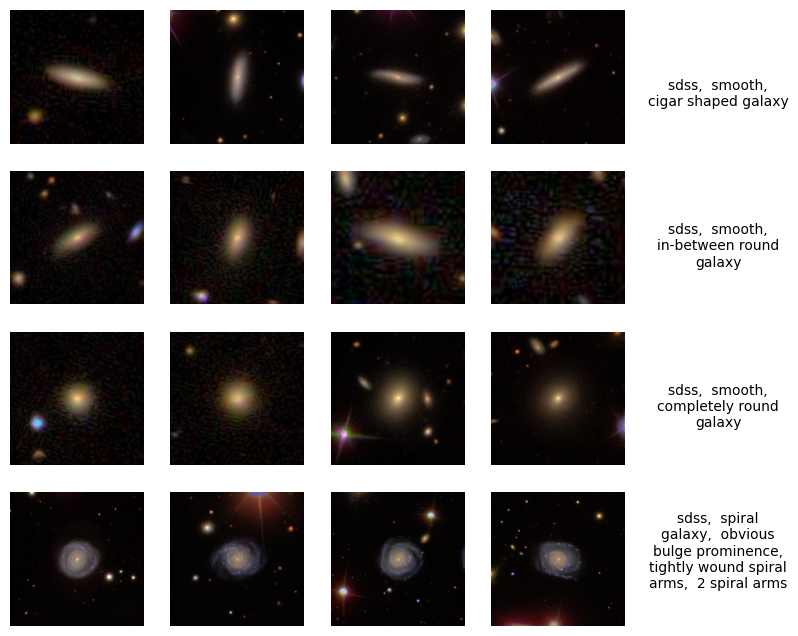 sdss,  smooth,
cigar shaped galaxy
sdss,  smooth,
in-between round
galaxy
sdss,  smooth,
completely round
galaxy
sdss,  spiral
galaxy,  obvious
bulge prominence,
tightly wound spiral
arms,  2 spiral arms